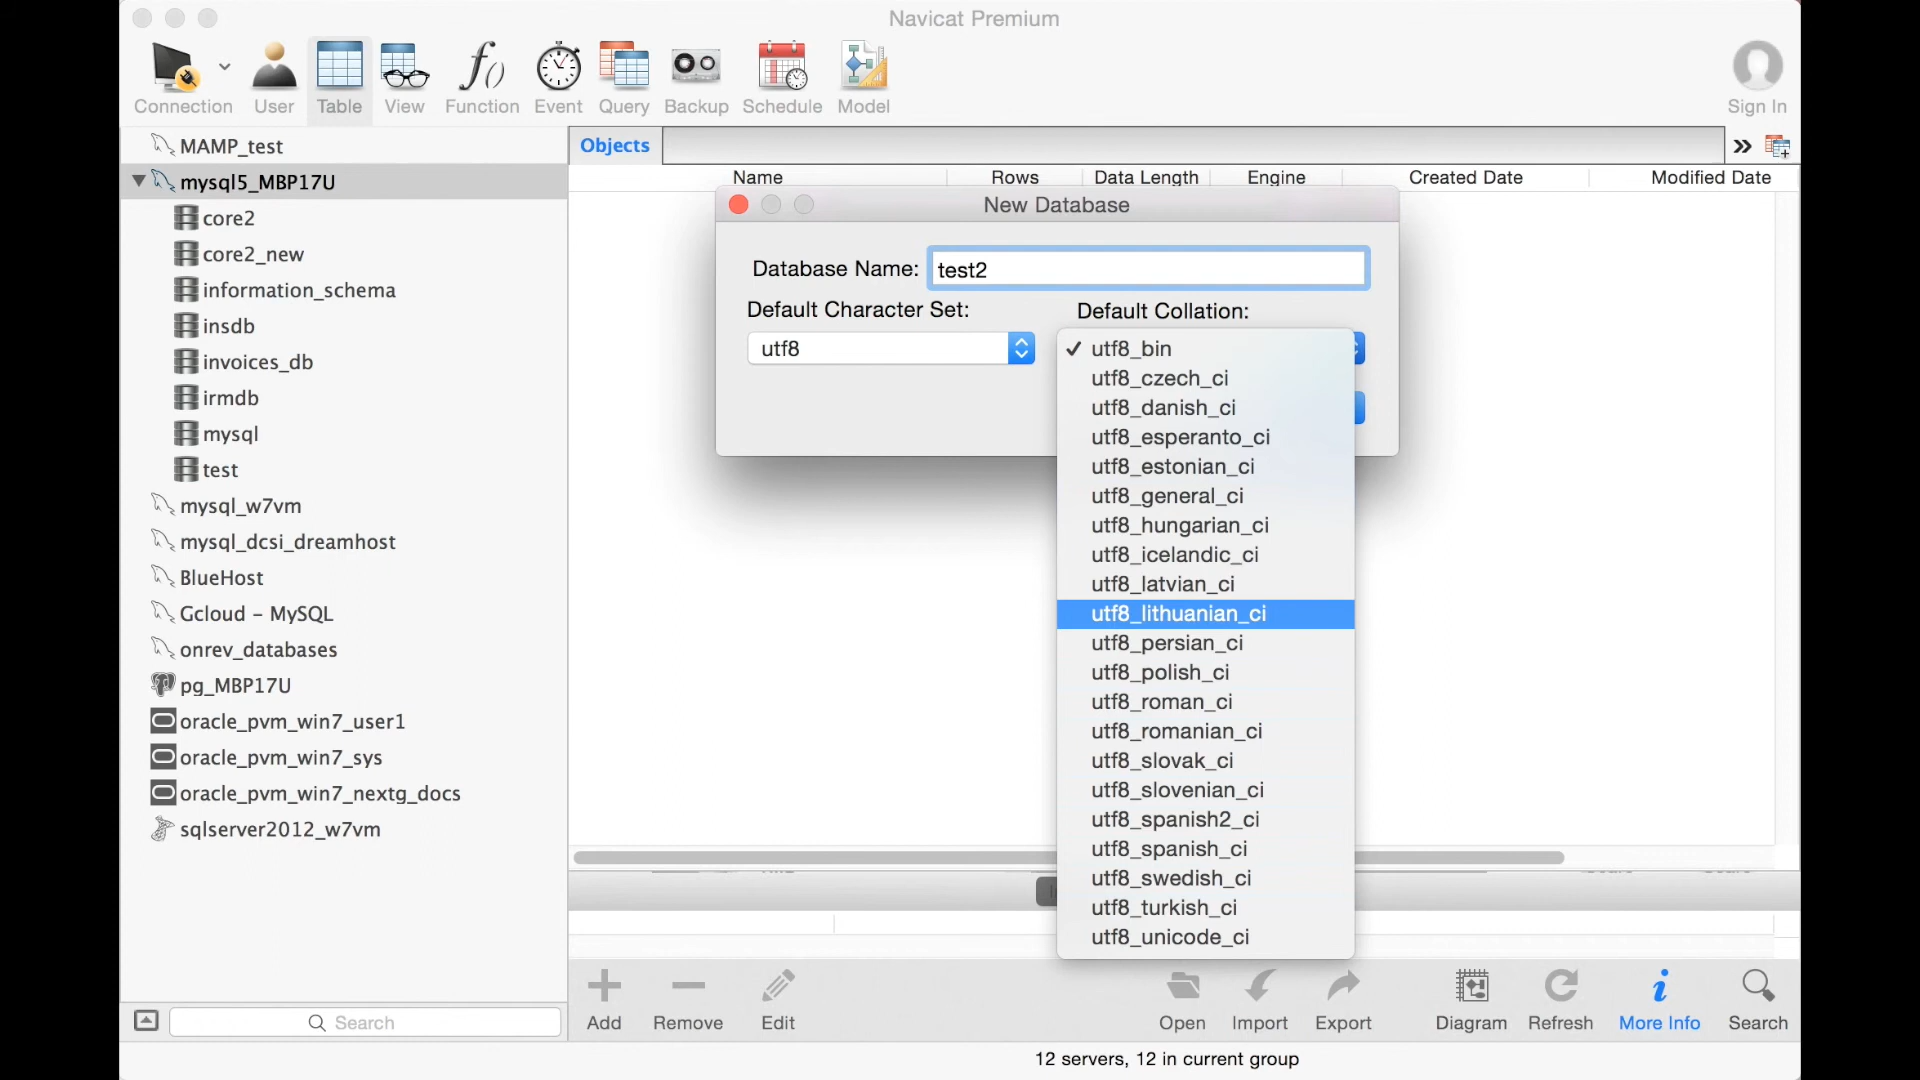 Navicat Premium
Connection
User
Table
View
Function
Event
Query
Backup
Schedule
Model
Sign In
MAMP_test
mysql5_MBP17U
core2
core2_new
information_schema
insdb
invoices_db
irmdb
mysql
test
mysql_w7vm
mysql_dcsi_dreamhost
BlueHost
Gcloud - MySQL
onrev_databases
pg_MBP17U
oracle_pvm_win7_user1
oracle_pvm_win7_sys
oracle_pvm_win7_nextg_docs
sqlserver2012_w7vm
Search
Objects
Name Rows Data Length Engine Created Date Modified Date
New Database
Database Name: test2
Default Character Set: Default Collation:
utf8
utf8_bin
utf8_czech_ci
utf8_danish_ci
utf8_esperanto_ci
utf8_estonian_ci
utf8_general_ci
utf8_hungarian_ci
utf8_icelandic_ci
utf8_latvian_ci
utf8_lithuanian_ci
utf8_persian_ci
utf8_polish_ci
utf8_roman_ci
utf8_romanian_ci
utf8_slovak_ci
utf8_slovenian_ci
utf8_spanish2_ci
utf8_spanish_ci
utf8_swedish_ci
utf8_turkish_ci
utf8_unicode_ci
Add Remove Edit Open Import Export Diagram Refresh More Info Search
12 servers, 12 in current group